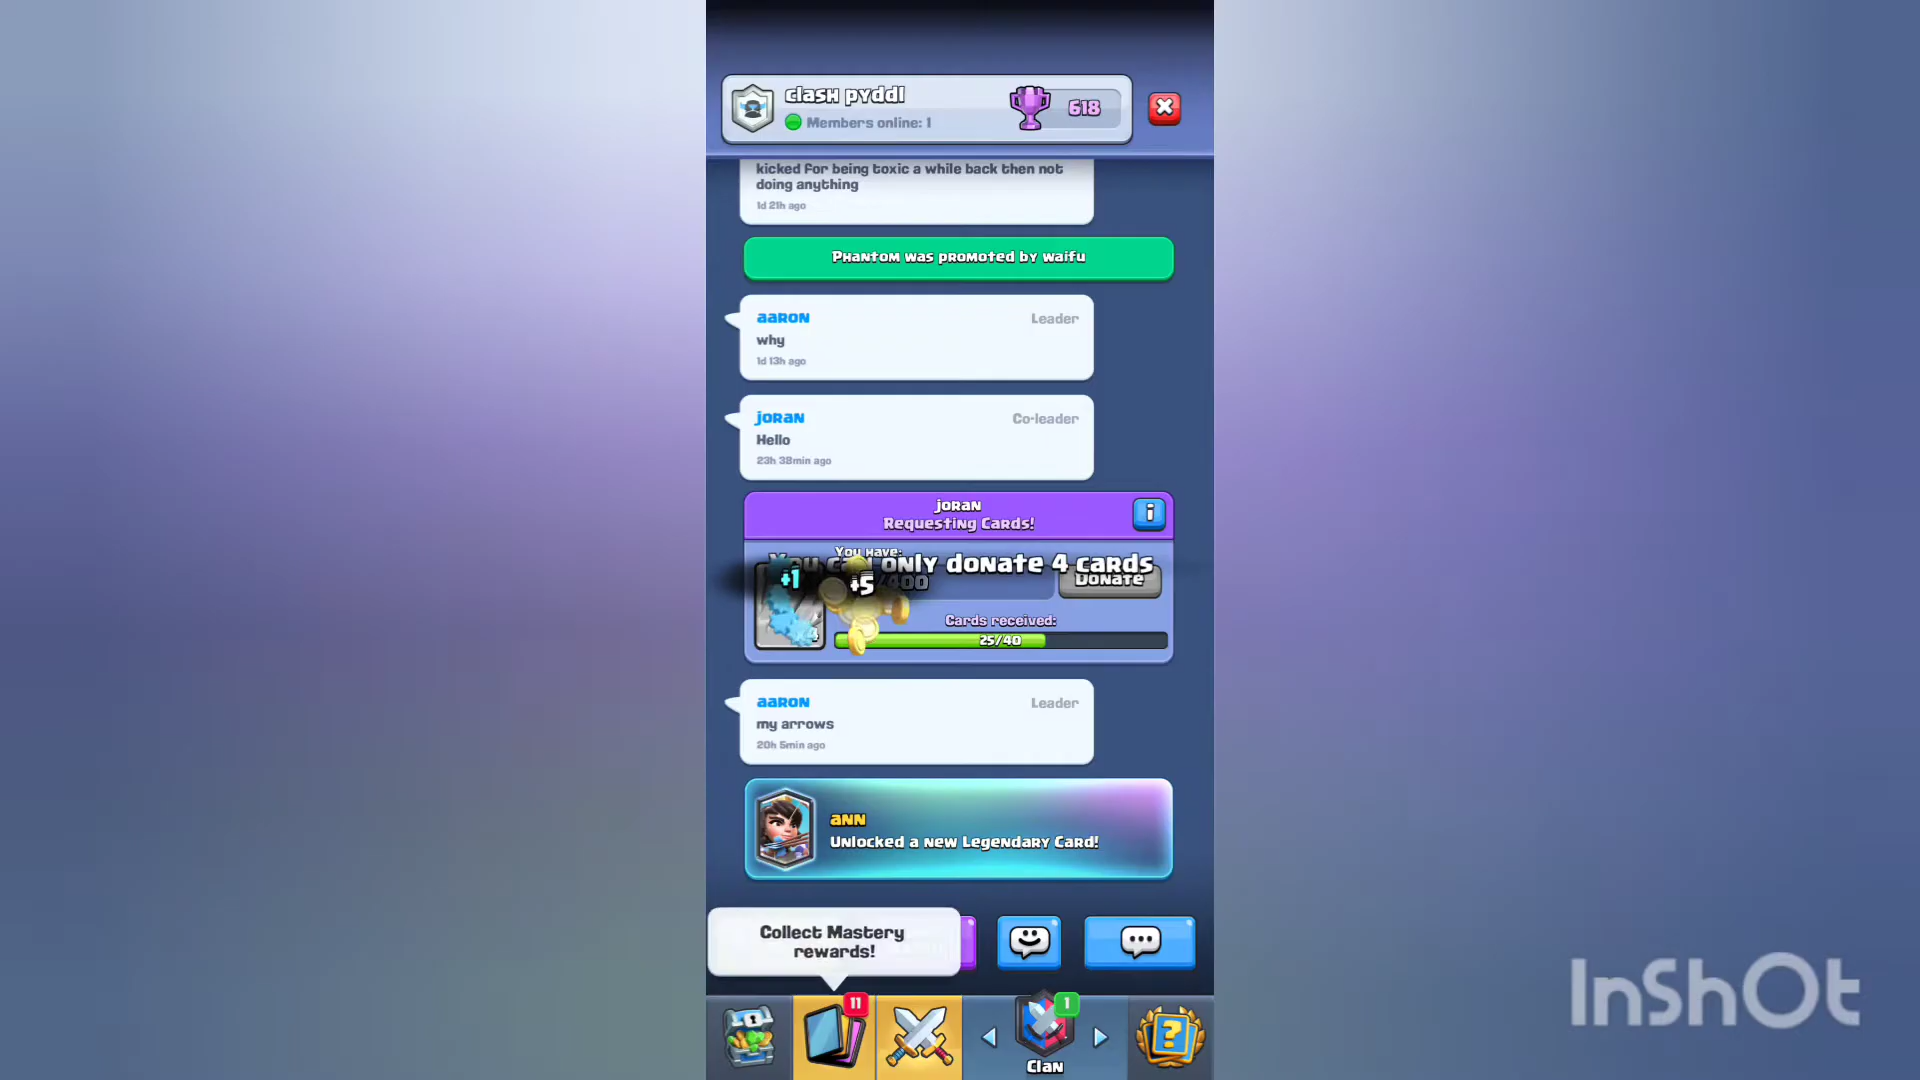 clash pyddl
618
Members online: 1
kicked for being toxic a while back then not
doing anything
1d 21h ago
Phantom was promoted by waifu
aaron
Leader
why
1d 13h ago
joran
Co-leader
Hello
23h 38min ago
joran
Requesting Cards!
You have:
only donate 4 cards
+1
+5
/400
Donate
Cards received:
25/40
aaron
Leader
my arrows
20h 5min ago
ann
Unlocked a new Legendary Card!
Collect Mastery
rewards!
11
1
Clan
InShOt